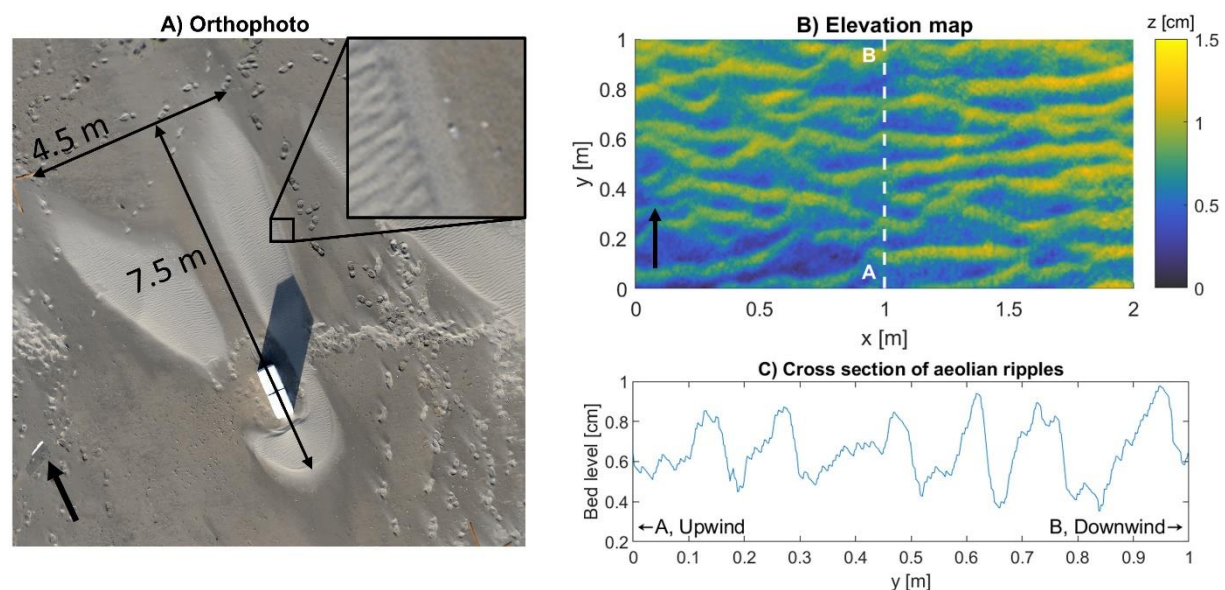 A) Orthophoto
4.5 m
7.5 m
B) Elevation map
z [cm]
1
0.8
0.6
0.4
0.2
0
y [m]
B
A
0
0.5
1
1.5
2
x [m]
1.5
1
0.5
0
C) Cross section of aeolian ripples
1
0.8
0.6
0.4
0.2
Bed level [cm]
←A, Upwind
B, Downwind→
0
0.1
0.2
0.3
0.4
0.5
0.6
0.7
0.8
0.9
1
y [m]